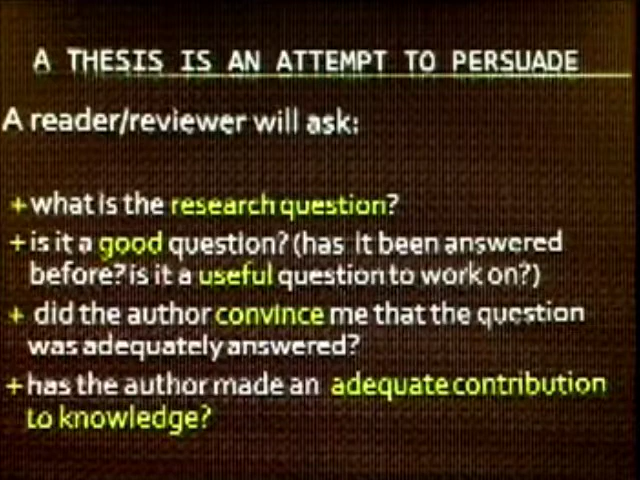 A THESIS IS AN ATTEMPT TO PERSUADE
A reader/reviewer will ask:
+what is the research question?
+is it a good question? (has it been answered
before? is it a useful question to work on?)
+ did the author convince me that the question
was adequately answered?
+has the author made an adequate contribution
to knowledge?